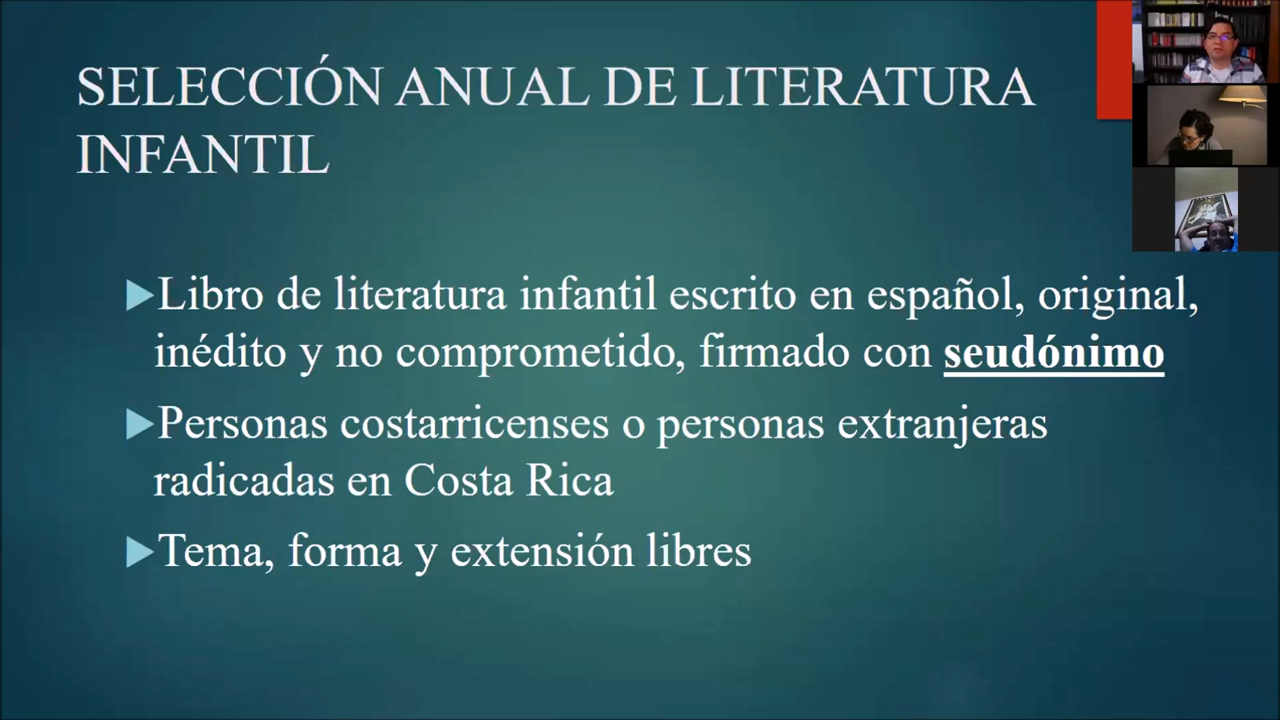 SELECCIÓN ANUAL DE LITERATURA
INFANTIL
Libro de literatura infantil escrito en español, original,
inédito y no comprometido, firmado con seudónimo
Personas costarricenses o personas extranjeras
radicadas en Costa Rica
Tema, forma y extensión libres